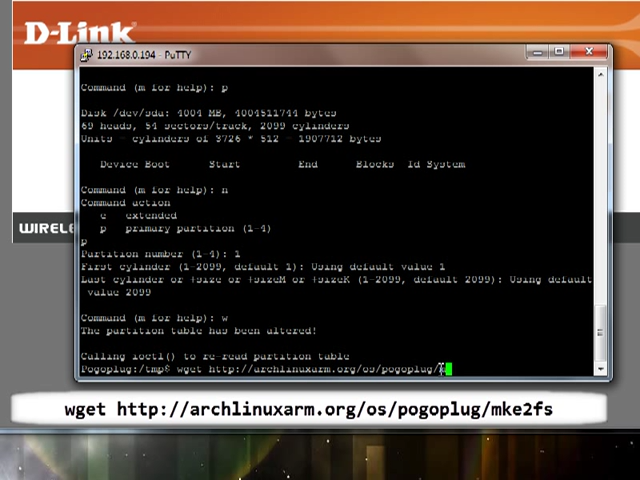 D-Link
192.168.0.194 - PuTTY
Command (m for help): p
Disk /dev/sda: 4004 MB, 4004511744 bytes
69 heads, 54 sectors/track, 2099 cylinders
Units = cylinders of 3726 * 512 = 1907712 bytes
Device Boot Start End Blocks Id System
Command (m for help): n
Command action
e extended
p primary partition (1-4)
p
Partition number (1-4): 1
First cylinder (1-2099, default 1): Using default value 1
Last cylinder or +size or +sizeM or +sizeK (1-2099, default 2099): Using default
value 2099
Command (m for help): w
The partition table has been altered!
Calling ioctl() to re-read partition table
Pogoplug:/tmp$ wget http://archlinuxarm.org/os/pogoplug/
WIRELE
wget http://archlinuxarm.org/os/pogoplug/mke2fs